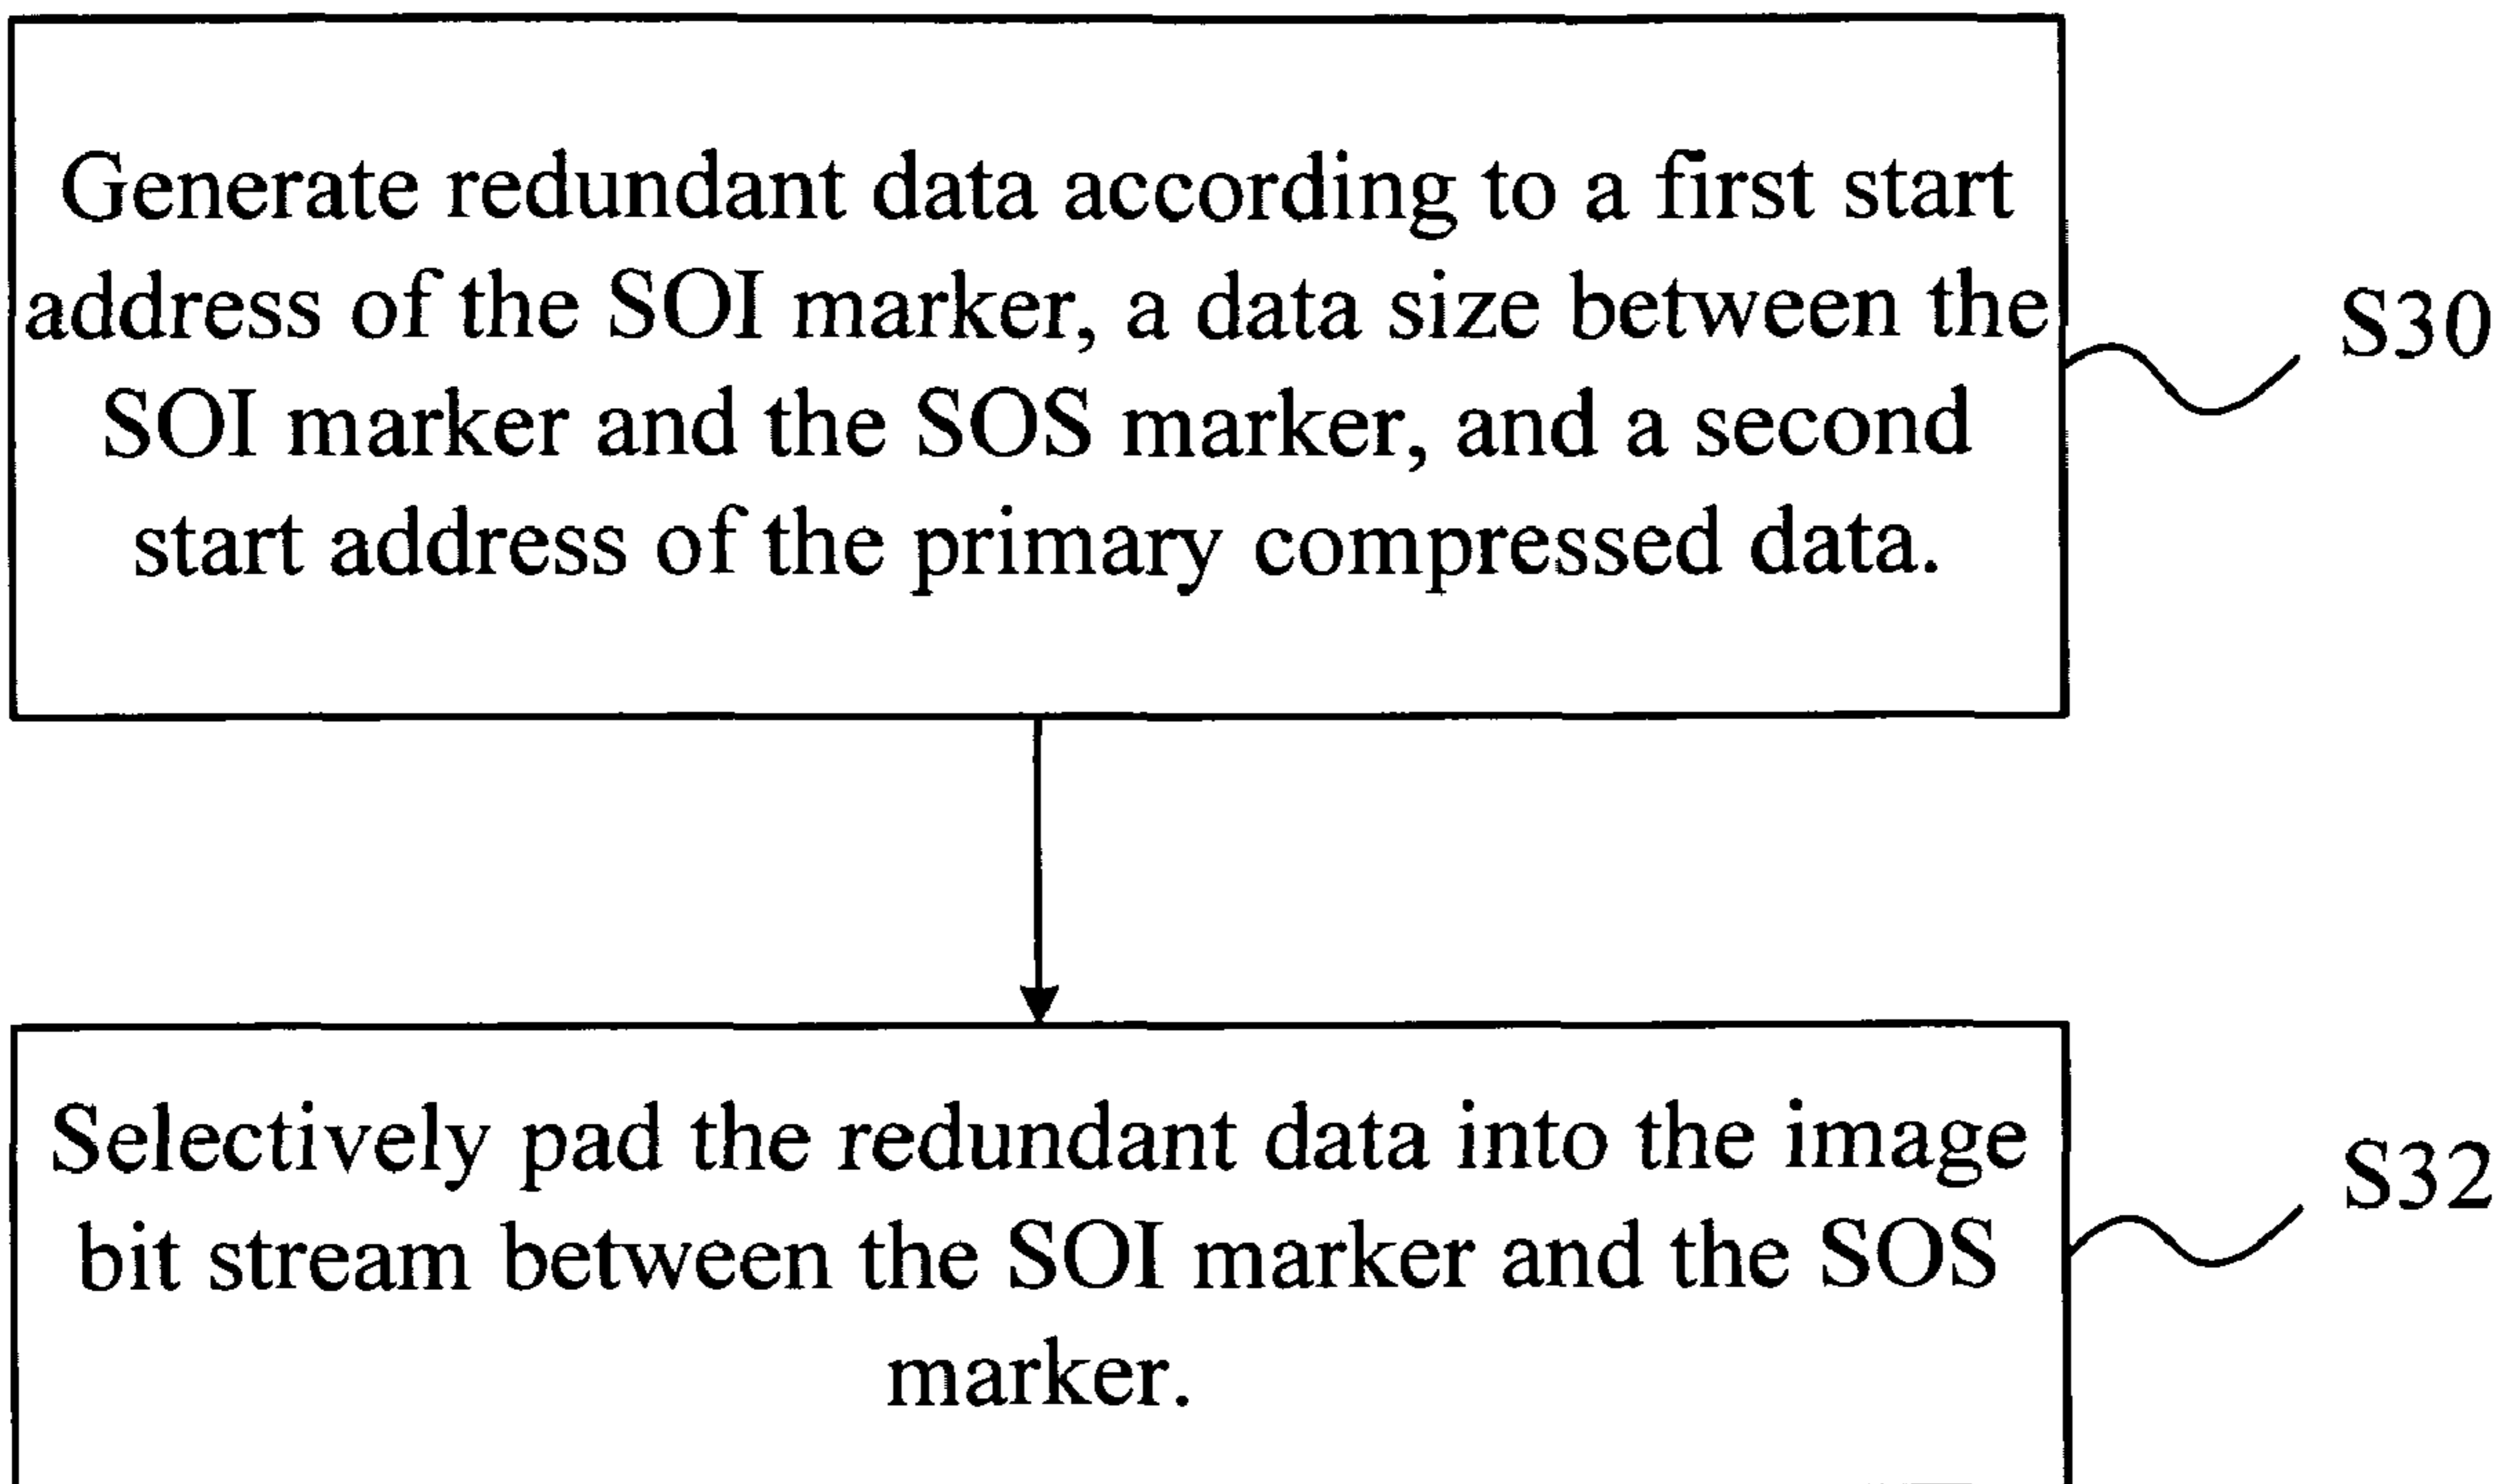 Generate redundant data according to a first start
address of the SOI marker, a data size between the
SOI marker and the SOS marker, and a second
start address of the primary compressed data.
S30
Selectively pad the redundant data into the image
bit stream between the SOI marker and the SOS
marker.
S32